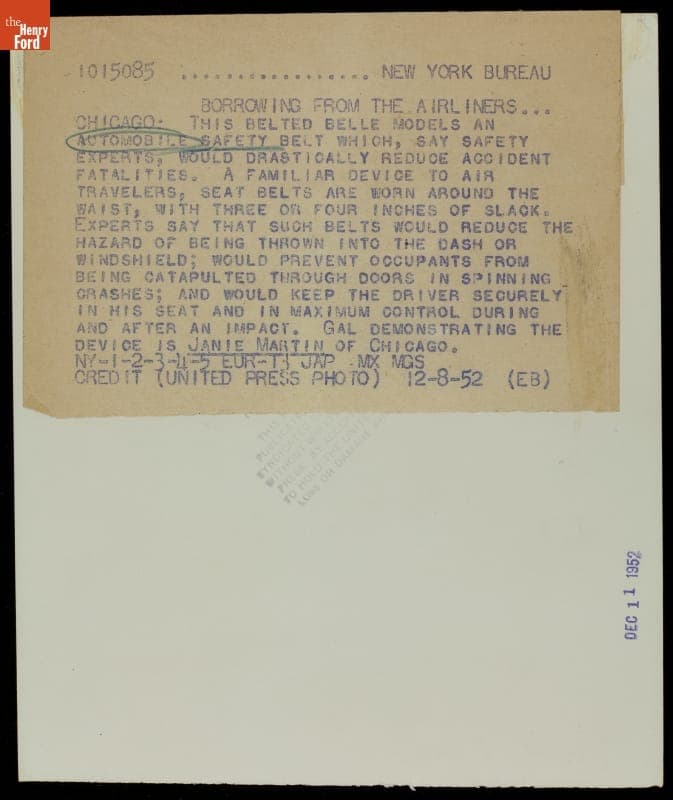 the
Henry
Ford
1015085 ................... NEW YORK BUREAU
BORROWING FROM THE AIRLINERS...
CHICAGO: THIS BELTED BELLE MODELS AN
AUTOMOBILE SAFETY BELT WHICH, SAY SAFETY
EXPERTS, WOULD DRASTICALLY REDUCE ACCIDENT
FATALITIES. A FAMILIAR DEVICE TO AIR
TRAVELERS, SEAT BELTS ARE WORN AROUND THE
WAIST, WITH THREE OR FOUR INCHES OF SLACK.
EXPERTS SAY THAT SUCH BELTS WOULD REDUCE THE
HAZARD OF BEING THROWN INTO THE DASH OR
WINDSHIELD; WOULD PREVENT OCCUPANTS FROM
BEING CATAPULTED THROUGH DOORS IN SPINNING
CRASHES; AND WOULD KEEP THE DRIVER SECURELY
IN HIS SEAT AND IN MAXIMUM CONTROL DURING
AND AFTER AN IMPACT. GAL DEMONSTRATING THE
DEVICE IS JANIE MARTIN OF CHICAGO.
NY-1-2-3-4-5 EUR-T1 JAP MX MGS
CREDIT (UNITED PRESS PHOTO) 12-8-52 (EB)
TO HOLD THE
LOSS OR DAMAGE
DEC 11 1952